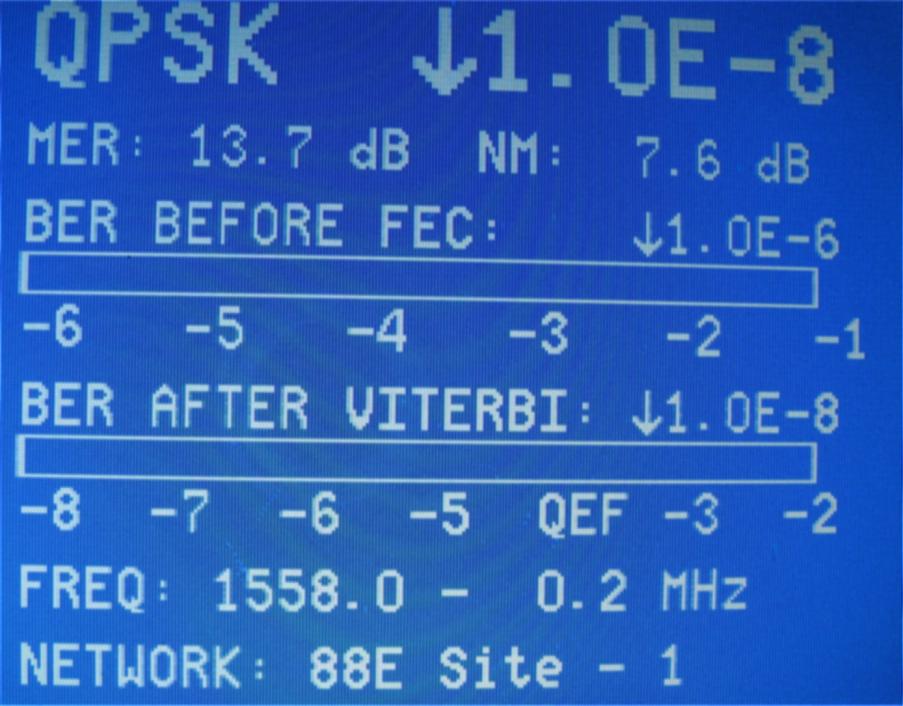 QPSK ↓1.0E-8
MER: 13.7 dB NM: 7.6 dB
BER BEFORE FEC: ↓1.0E-6
-6 -5 -4 -3 -2 -1
BER AFTER VITERBI: ↓1.0E-8
-8 -7 -6 -5 QEF -3 -2
FREQ: 1558.0 - 0.2 MHz
NETWORK: 88E Site - 1